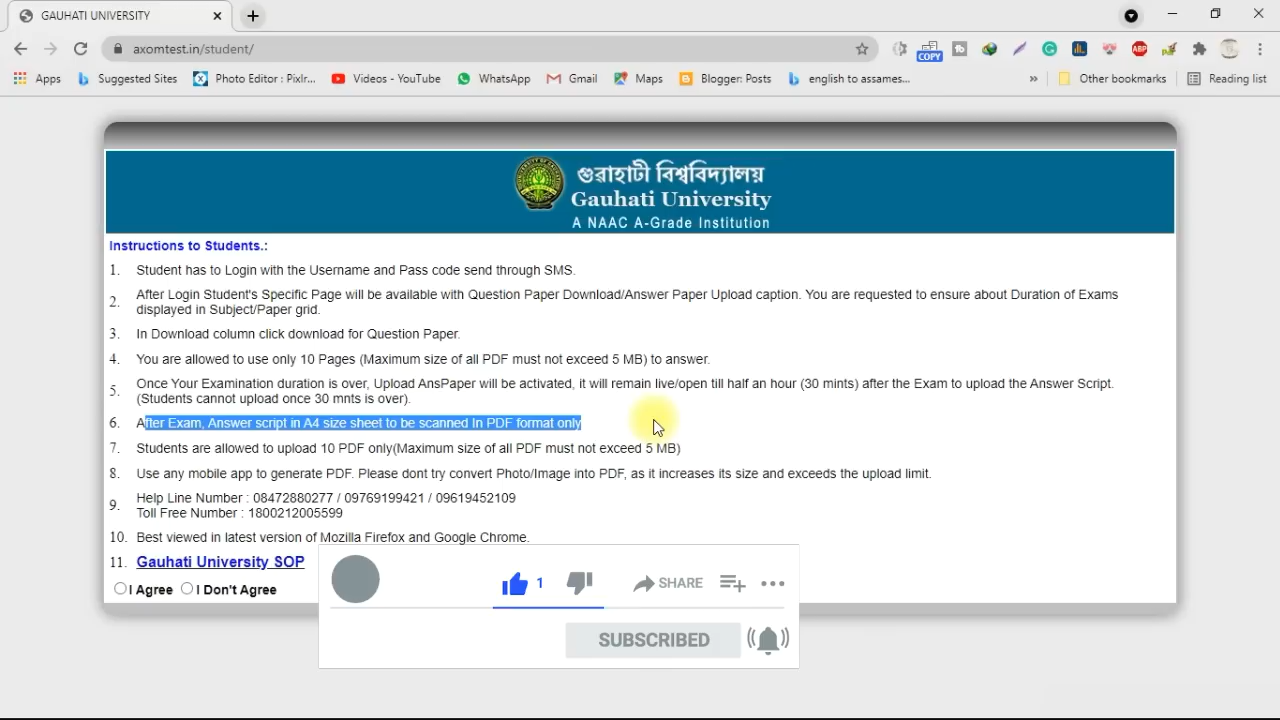 GAUHATI UNIVERSITY
axomtest.in/student/
COPY
ABP
Apps
Suggested Sites
Photo Editor : Pixlr...
Videos - YouTube
WhatsApp
Gmail
Maps
Blogger: Posts
english to assames...
»
Other bookmarks
Reading list
গুৱাহাটী বিশ্ববিদ্যালয়
Gauhati University
A NAAC A-Grade Institution
Instructions to Students.:
1. Student has to Login with the Username and Pass code send through SMS.
2. After Login Student's Specific Page will be available with Question Paper Download/Answer Paper Upload caption. You are requested to ensure about Duration of Exams
displayed in Subject/Paper grid.
3. In Download column click download for Question Paper.
4. You are allowed to use only 10 Pages (Maximum size of all PDF must not exceed 5 MB) to answer.
5. Once Your Examination duration is over, Upload AnsPaper will be activated, it will remain live/open till half an hour (30 mints) after the Exam to upload the Answer Script.
(Students cannot upload once 30 mnts is over).
6. After Exam, Answer script in A4 size sheet to be scanned In PDF format only
7. Students are allowed to upload 10 PDF only(Maximum size of all PDF must not exceed 5 MB)
8. Use any mobile app to generate PDF. Please dont try convert Photo/Image into PDF, as it increases its size and exceeds the upload limit.
9. Help Line Number : 08472880277 / 09769199421 / 09619452109
Toll Free Number : 1800212005599
10. Best viewed in latest version of Mozilla Firefox and Google Chrome.
11. Gauhati University SOP
I Agree I Don't Agree
1 SHARE
SUBSCRIBED